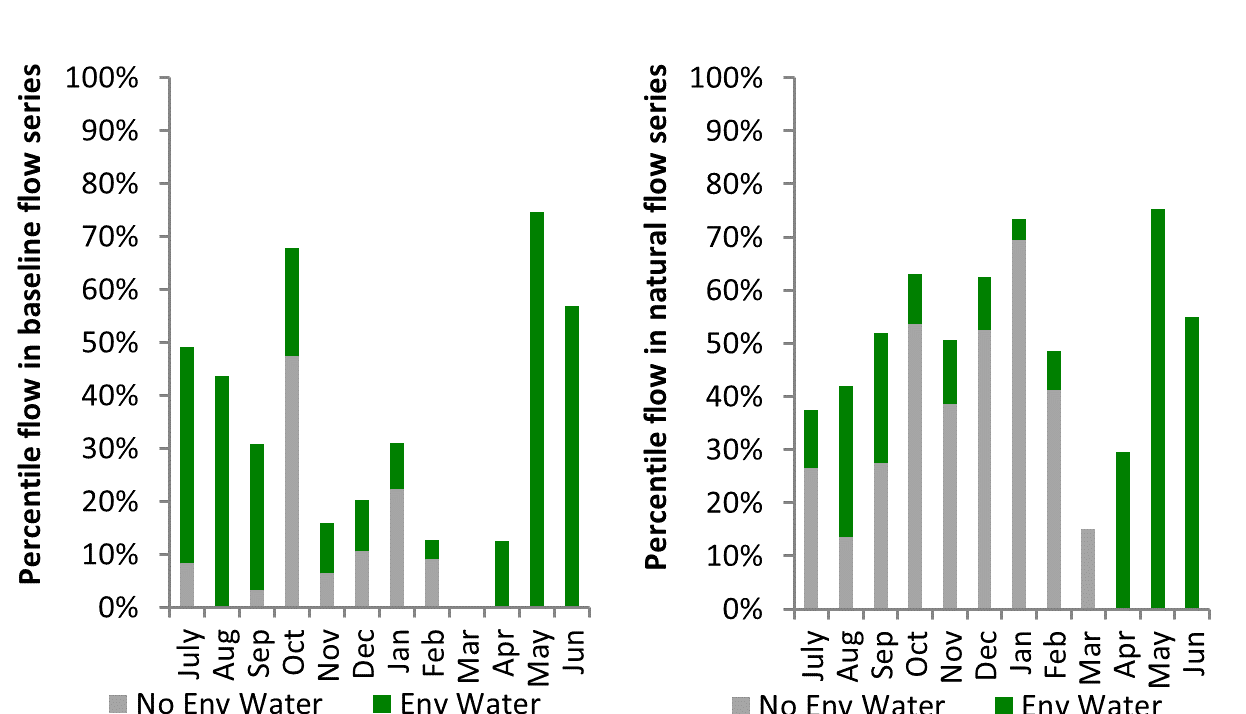 Percentile flow in baseline flow series
100%
90%
80%
70%
60%
50%
40%
30%
20%
10%
0%
July
Aug
Sep
Oct
Nov
Dec
Jan
Feb
Mar
Apr
May
Jun
No Env Water
Env Water
Percentile flow in natural flow series
100%
90%
80%
70%
60%
50%
40%
30%
20%
10%
0%
July
Aug
Sep
Oct
Nov
Dec
Jan
Feb
Mar
Apr
May
Jun
No Env Water
Env Water